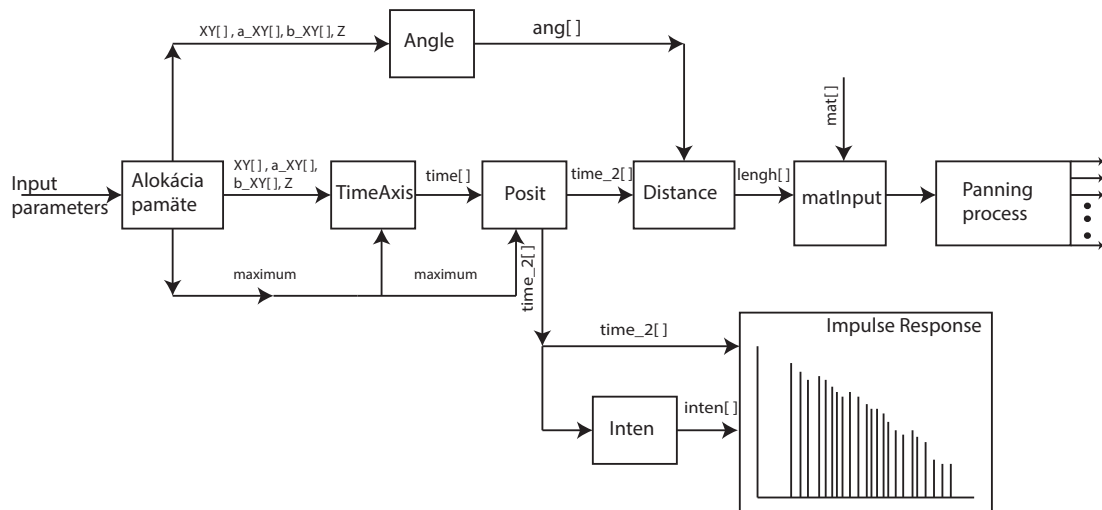 XY[ ] , a_XY[ ], b_XY[ ], Z
Angle
ang[ ]
mat[ ]
Input
parameters
Alokácia
pamäte
XY[ ] , a_XY[ ],
b_XY[ ], Z
TimeAxis
time[ ]
Posit
time_2[ ]
Distance
lengh[ ]
matInput
Panning
process
maximum
maximum
time_2[ ]
time_2[ ]
Impulse Response
Inten
inten[ ]